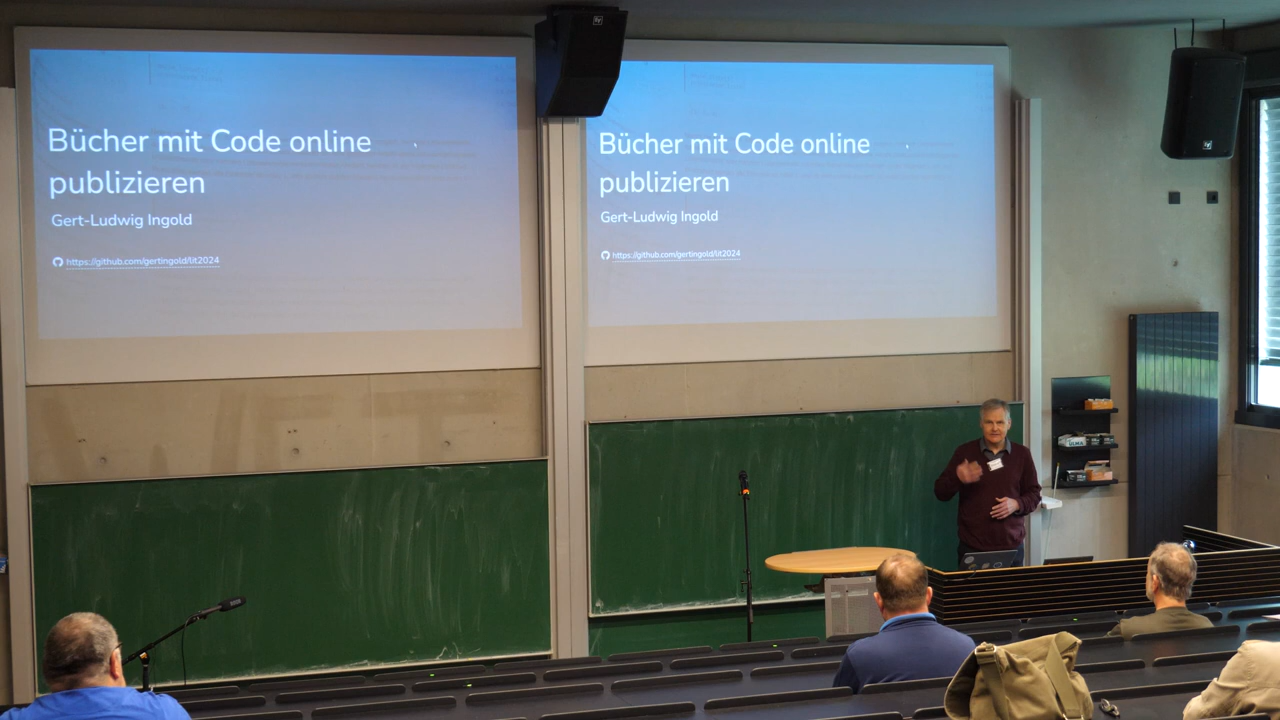 Bücher mit Code online
publizieren
Gert-Ludwig Ingold
https://github.com/gertingold/lit2024
Bücher mit Code online
publizieren
Gert-Ludwig Ingold
https://github.com/gertingold/lit2024